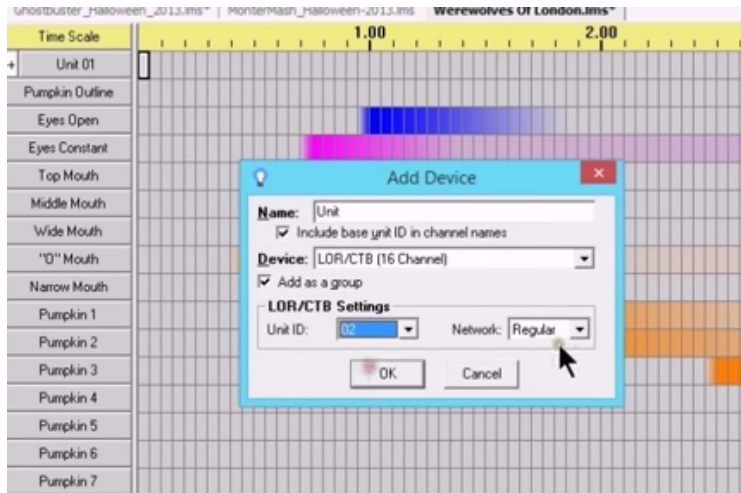 Ghostbuster_Halloween_2013.lms* | MonterMash_Halloween-2013.lms Werewolves Of London.lms*
Time Scale 1.00 2.00
+ Unit 01
Pumpkin Outline
Eyes Open
Eyes Constant
Top Mouth
Add Device
Middle Mouth
Name: Unit
Wide Mouth
Include base unit ID in channel names
"O" Mouth
Device: LOR/CTB (16 Channel)
Narrow Mouth
Add as a group
Pumpkin 1
LOR/CTB Settings
Pumpkin 2
Unit ID: 02 Network: Regular
Pumpkin 3
OK Cancel
Pumpkin 4
Pumpkin 5
Pumpkin 6
Pumpkin 7